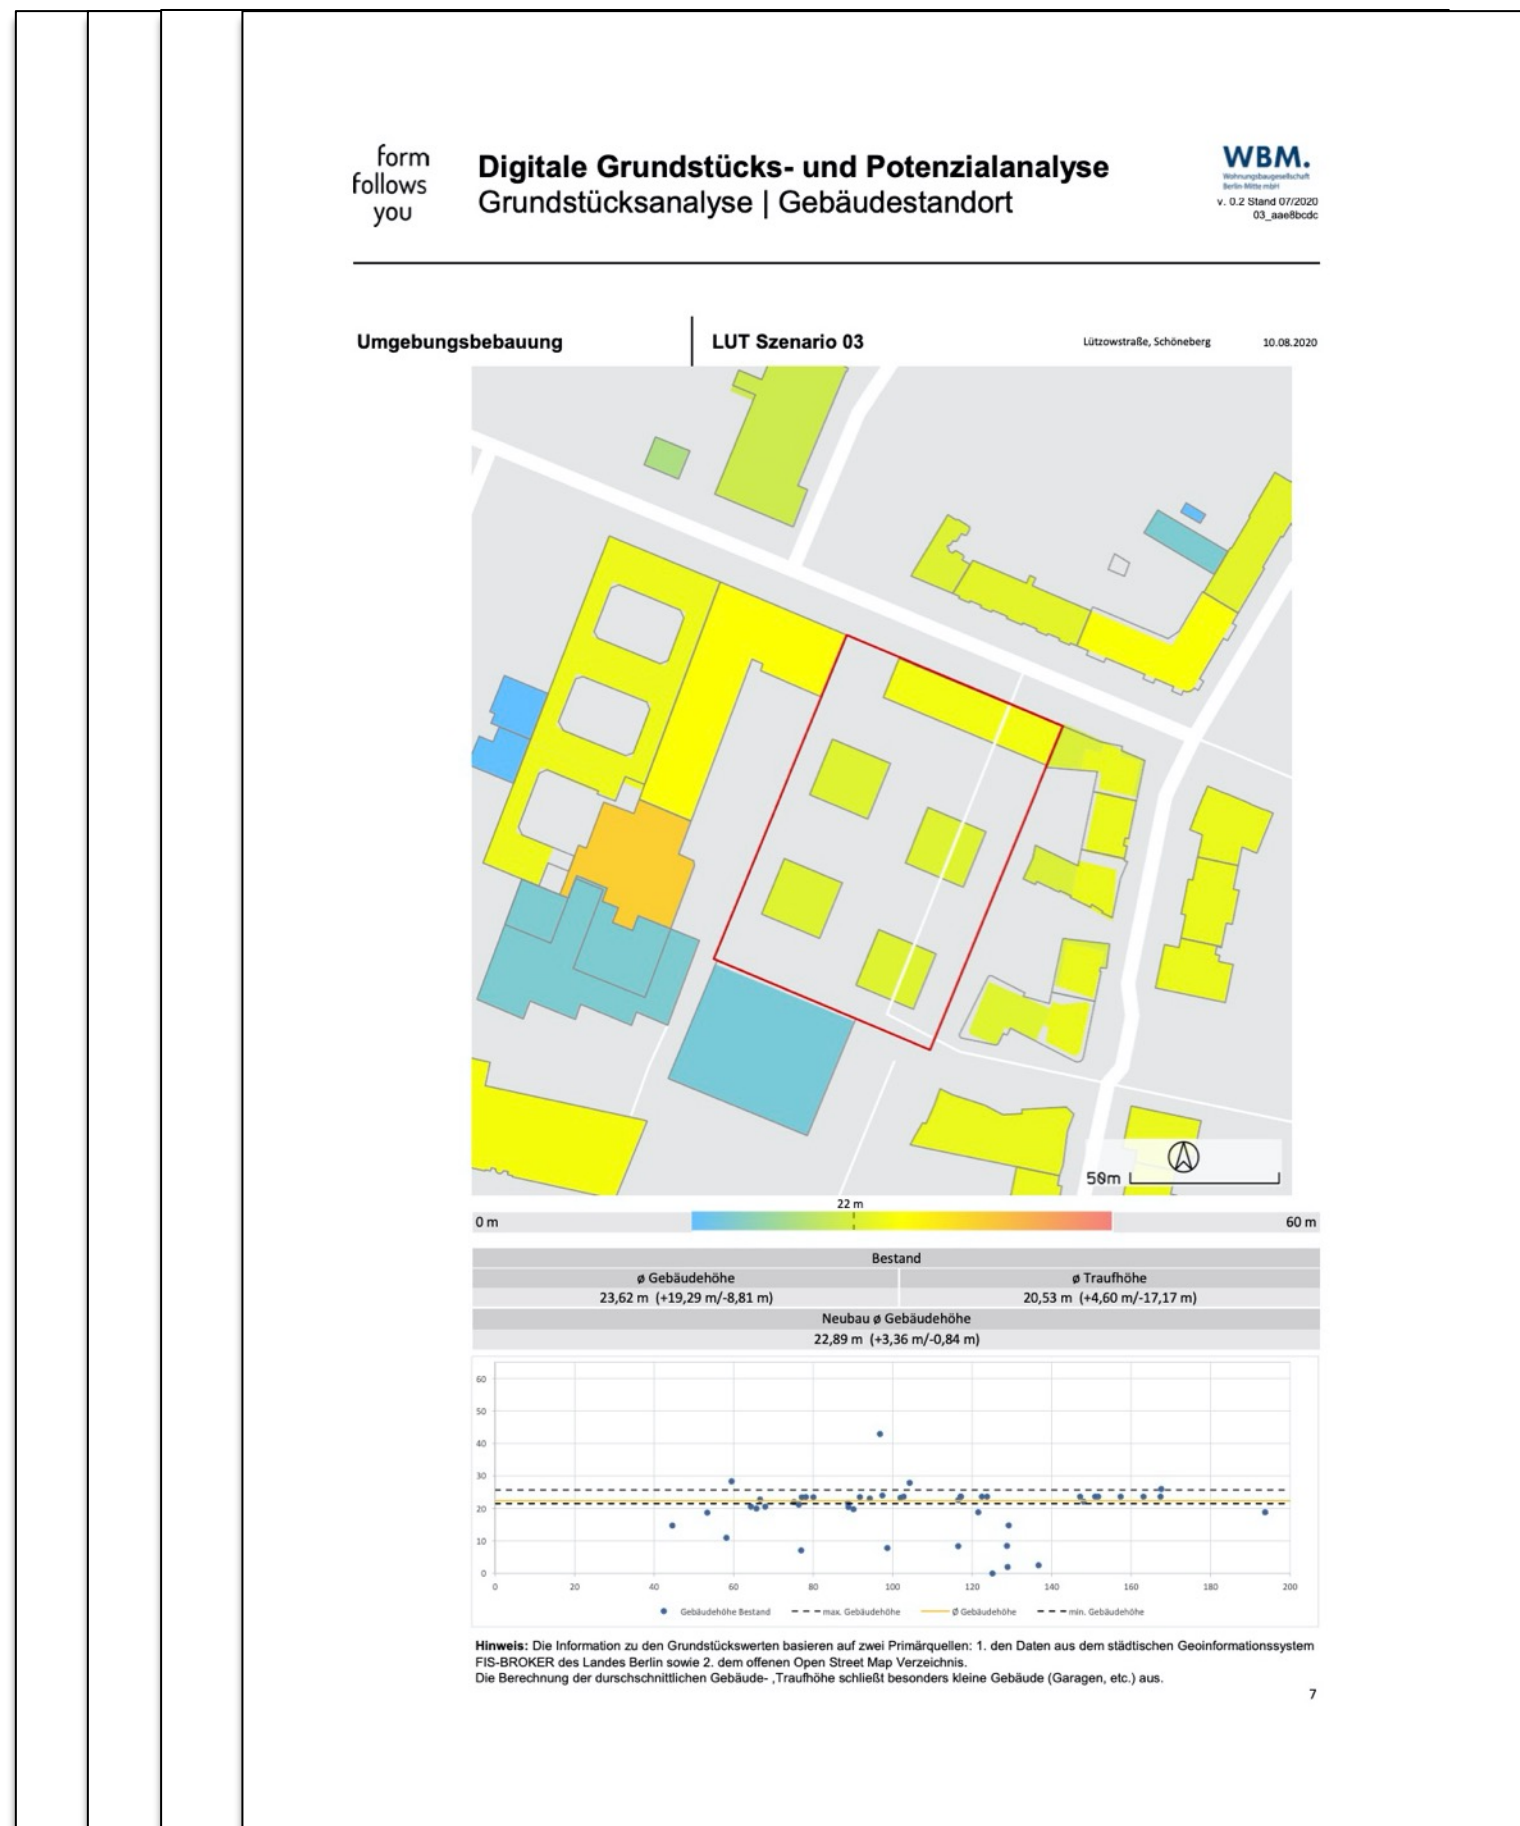 form
follows
you
Digitale Grundstücks- und Potenzialanalyse
Grundstücksanalyse | Gebäudestandort
WBM.
Wohnungsbaugesellschaft
Berlin-Mitte mbH
v. 0.2 Stand 07/2020
03_aae8bcdc
Umgebungsbebauung
LUT Szenario 03
Lützowstraße, Schöneberg
10.08.2020
50m
22 m
0 m
60 m
Bestand
ø Gebäudehöhe
ø Traufhöhe
23,62 m (+19,29 m/-8,81 m)
20,53 m (+4,60 m/-17,17 m)
Neubau ø Gebäudehöhe
22,89 m (+3,36 m/-0,84 m)
60
50
40
30
20
10
0
0 20 40 60 80 100 120 140 160 180 200
Gebäudehöhe Bestand
max. Gebäudehöhe
Ø Gebäudehöhe
min. Gebäudehöhe
Hinweis: Die Information zu den Grundstückswerten basieren auf zwei Primärquellen: 1. den Daten aus dem städtischen Geoinformationssystem
FIS-BROKER des Landes Berlin sowie 2. dem offenen Open Street Map Verzeichnis.
Die Berechnung der durschschnittlichen Gebäude- ,Traufhöhe schließt besonders kleine Gebäude (Garagen, etc.) aus.
7